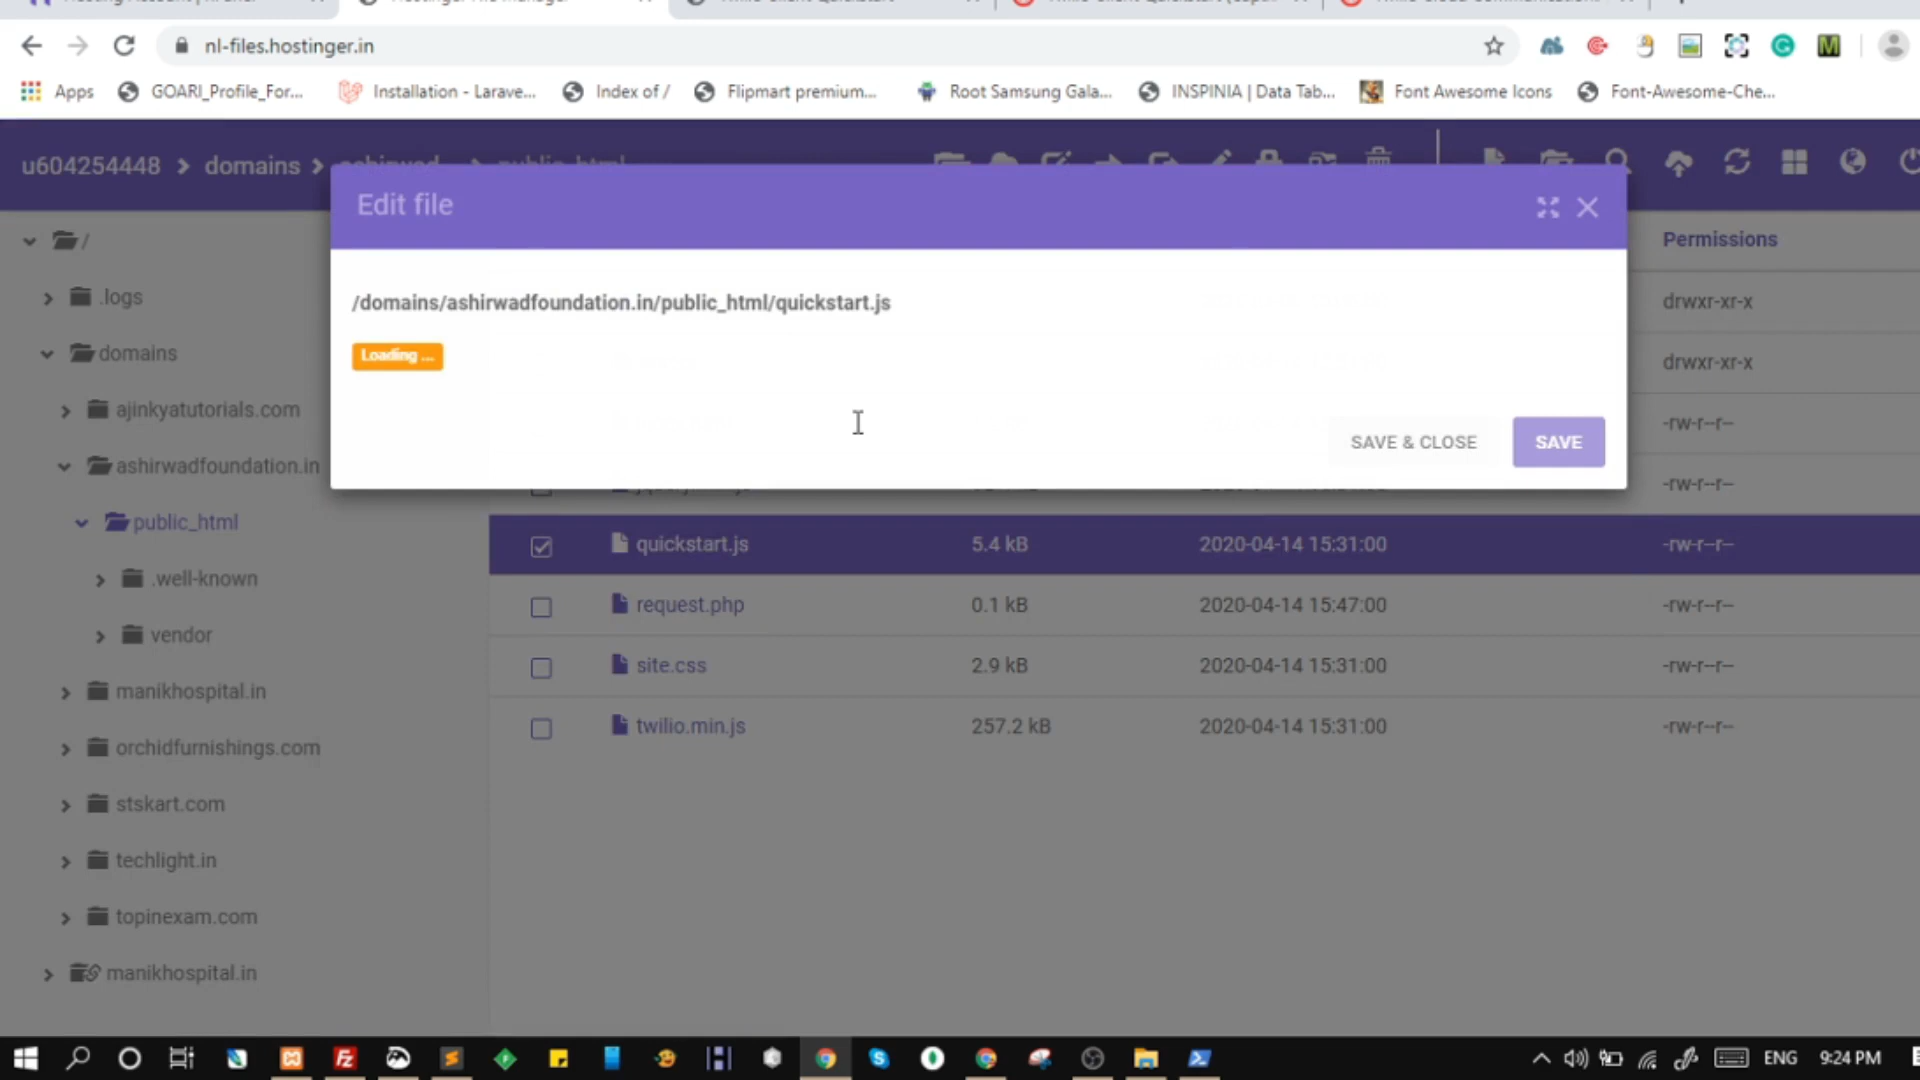 nl-files.hostinger.in
Apps
GOARI_Profile_For...
Installation - Larave...
Index of /
Flipmart premium...
Root Samsung Gala...
INSPINIA | Data Tab...
Font Awesome Icons
Font-Awesome-Che...
u604254448 > domains >
Edit file
/domains/ashirwadfoundation.in/public_html/quickstart.js
Loading ...
SAVE & CLOSE
SAVE
/
.logs
domains
ajinkyatutorials.com
ashirwadfoundation.in
public_html
.well-known
vendor
manikhospital.in
orchidfurnishings.com
stskart.com
techlight.in
topinexam.com
manikhospital.in
Permissions
drwxr-xr-x
drwxr-xr-x
-rw-r--r--
-rw-r--r--
quickstart.js 5.4 kB 2020-04-14 15:31:00 -rw-r--r--
request.php 0.1 kB 2020-04-14 15:47:00 -rw-r--r--
site.css 2.9 kB 2020-04-14 15:31:00 -rw-r--r--
twilio.min.js 257.2 kB 2020-04-14 15:31:00 -rw-r--r--
ENG 9:24 PM